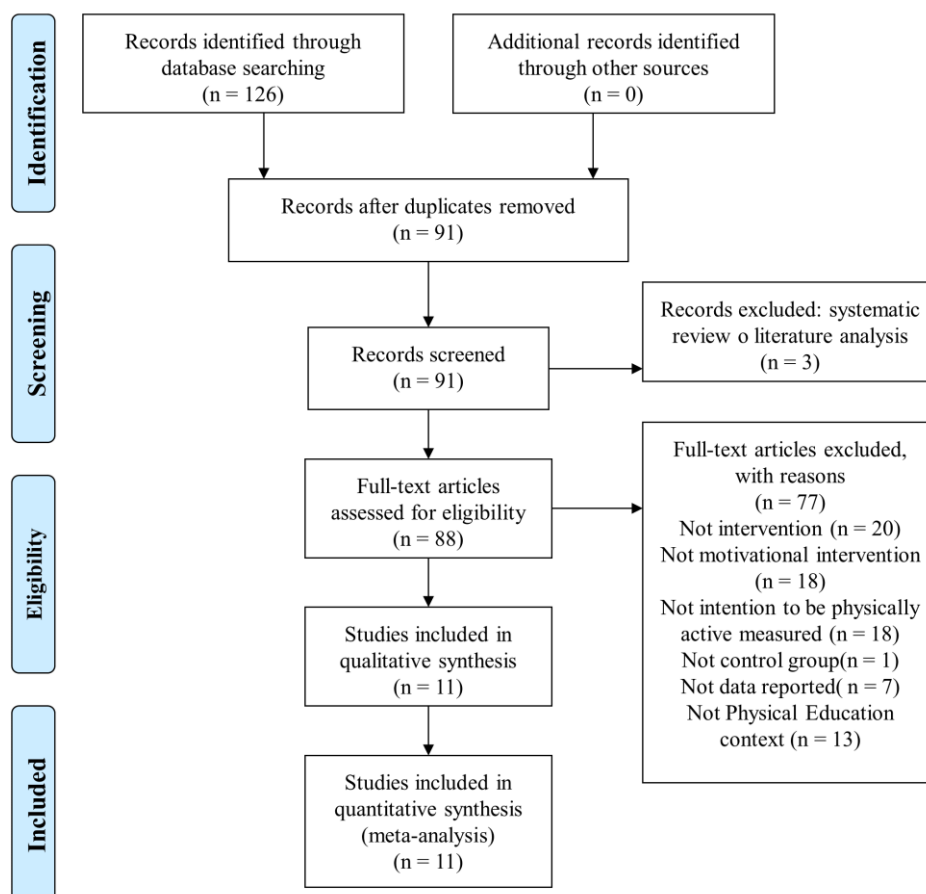 Identification
Records identified through
database searching
(n = 126)
Additional records identified
through other sources
(n = 0)
Records after duplicates removed
(n = 91)
Screening
Records screened
(n = 91)
Records excluded: systematic
review o literature analysis
(n = 3)
Eligibility
Full-text articles
assessed for eligibility
(n = 88)
Full-text articles excluded,
with reasons
(n = 77)
Not intervention (n = 20)
Not motivational intervention
(n = 18)
Not intention to be physically
active measured (n = 18)
Not control group(n = 1)
Not data reported( n = 7)
Not Physical Education
context (n = 13)
Studies included in
qualitative synthesis
(n = 11)
Included
Studies included in
quantitative synthesis
(meta-analysis)
(n = 11)